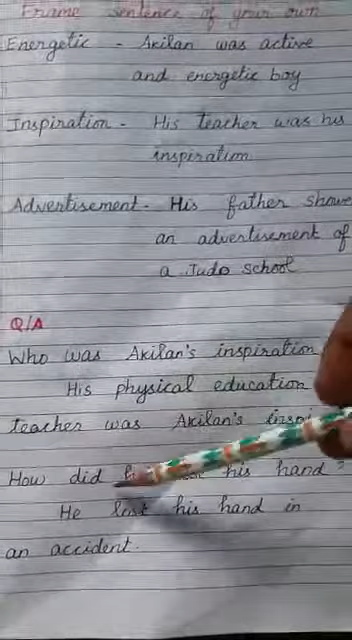 Frame sentence of your own
Energetic - Akilan was active
and energetic boy
Inspiration - His teacher was his
inspiration
Advertisement - His father
an advertisement of
a Judo school
Q/A
Who was Akilan's inspiration
His physical education
teacher was Akilan's
How did his hand?
He lost his hand in
an accident.